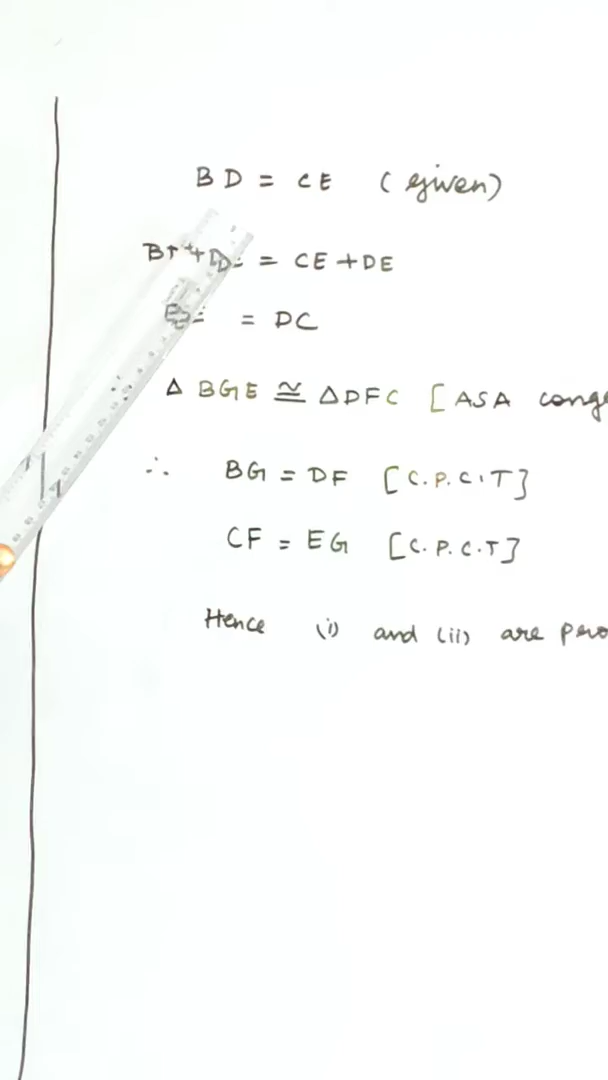 BD = CE (given)
= CE + DE
= DC
Δ BGE ≅ ΔDFC [ASA
∴ BG = DF [C.P.C.T]
CF = EG [C.P.C.T]
Hence (i) and (ii) are